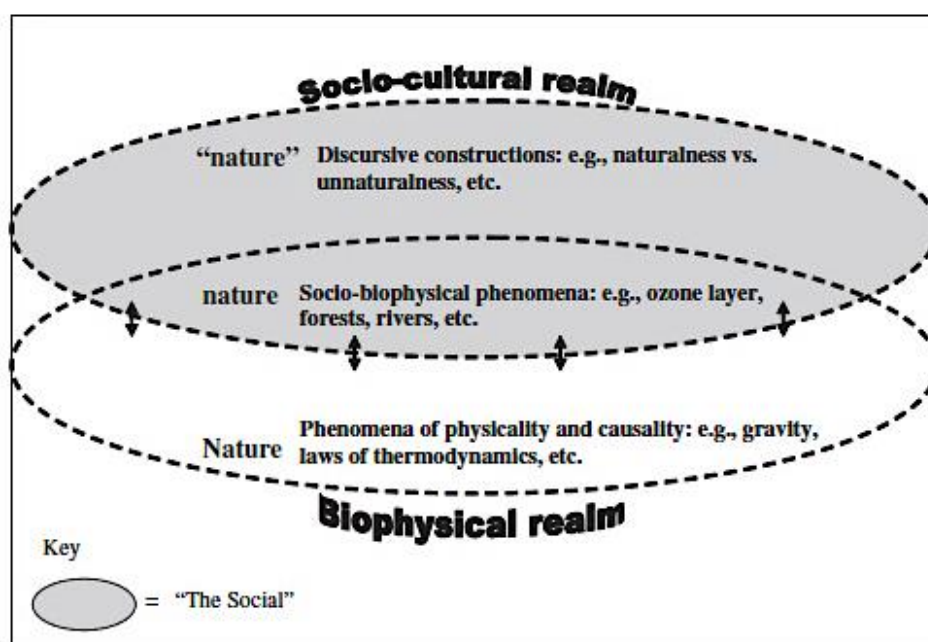 Socio-cultural realm
“nature” Discursive constructions: e.g., naturalness vs.
unnaturalness, etc.
nature Socio-biophysical phenomena: e.g., ozone layer,
forests, rivers, etc.
Nature Phenomena of physicality and causality: e.g., gravity,
laws of thermodynamics, etc.
Biophysical realm
Key
= “The Social”